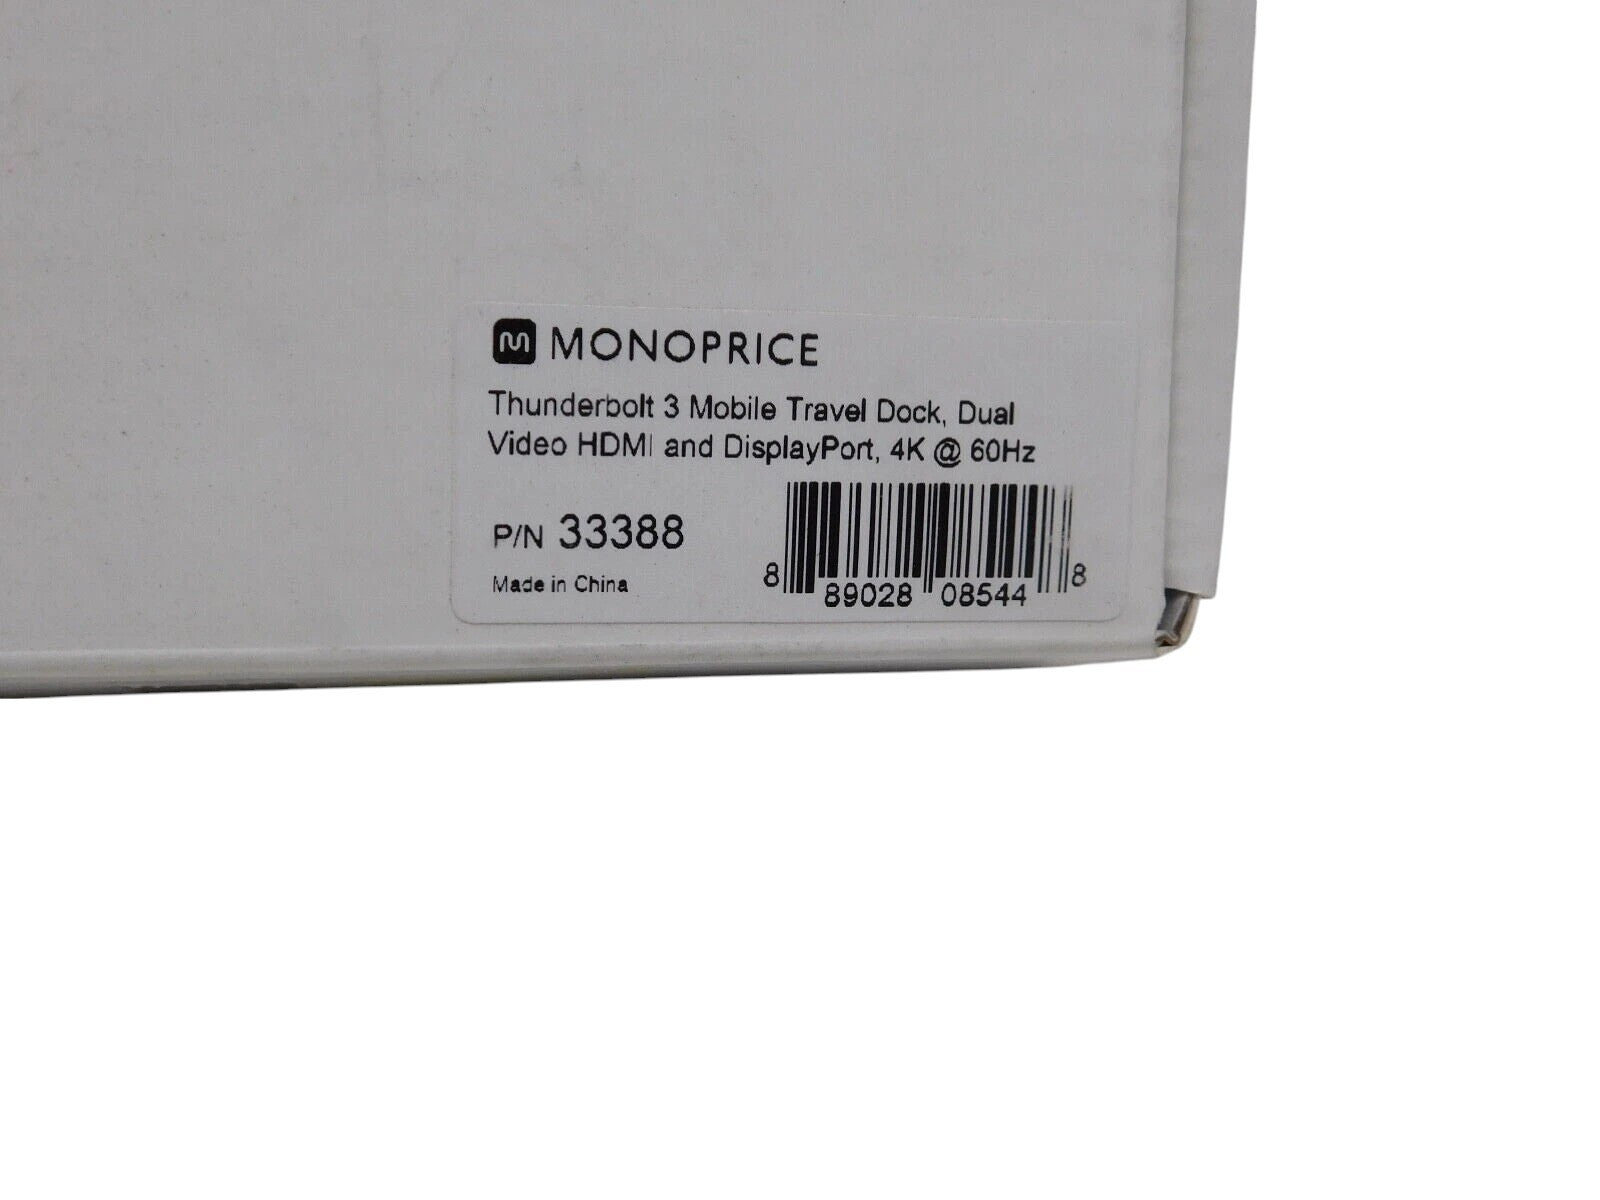 MONOPRICE
Thunderbolt 3 Mobile Travel Dock, Dual
Video HDMI and DisplayPort, 4K @ 60Hz
P/N 33388
Made in China
8 89028 08544 8